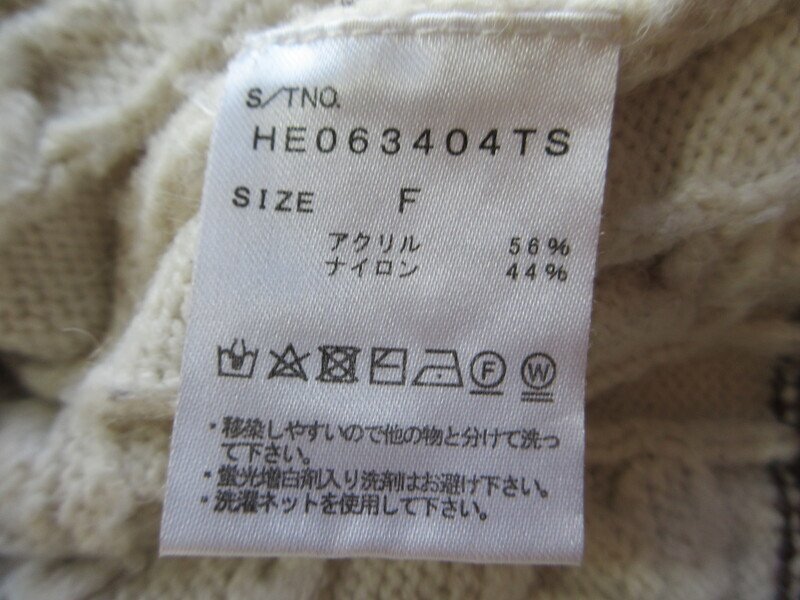 S/TNO.
HE063404TS
SIZE F
アクリル 56%
ナイロン 44%
F W
・移染しやすいので他の物と分けて洗っ
て下さい。
・蛍光増白剤入り洗剤はお避け下さい。
・洗濯ネットを使用して下さい。